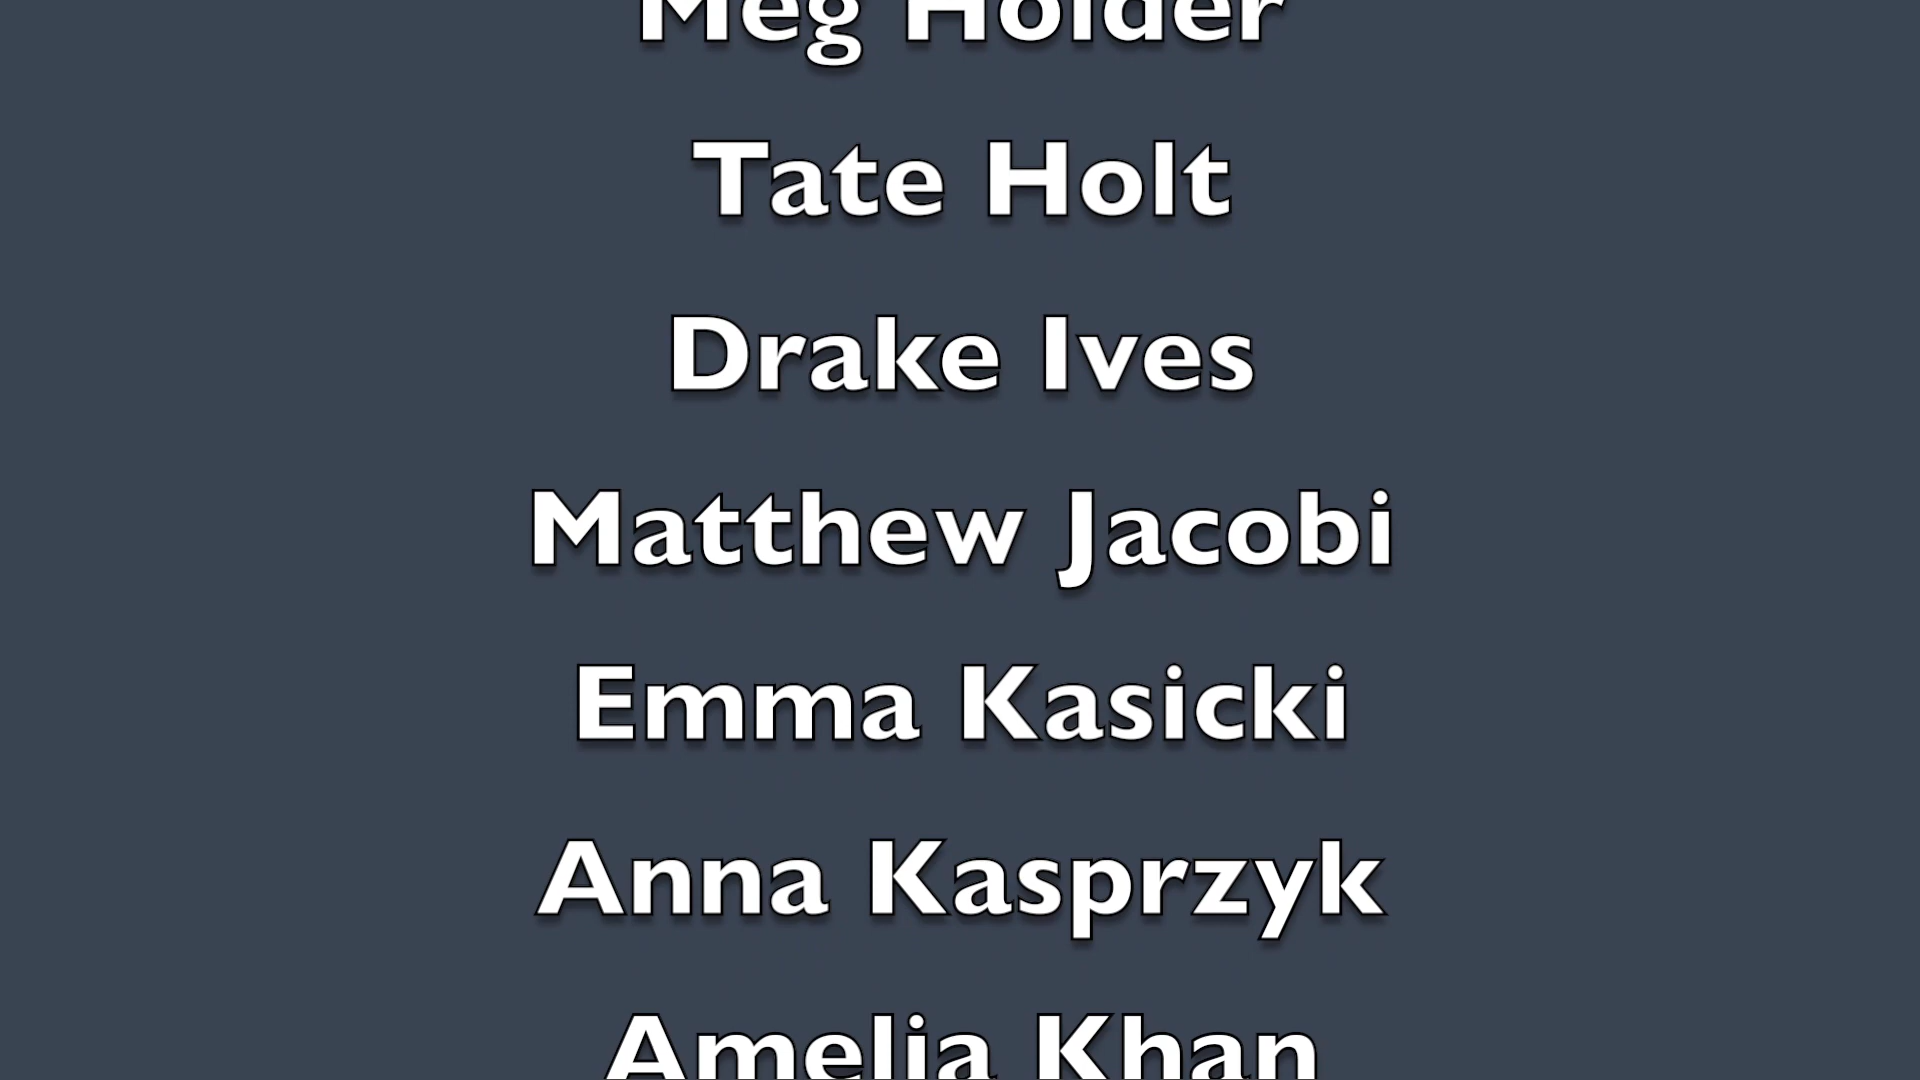 Meg Holder
Tate Holt
Drake Ives
Matthew Jacobi
Emma Kasicki
Anna Kasprzyk
Amelia Khan